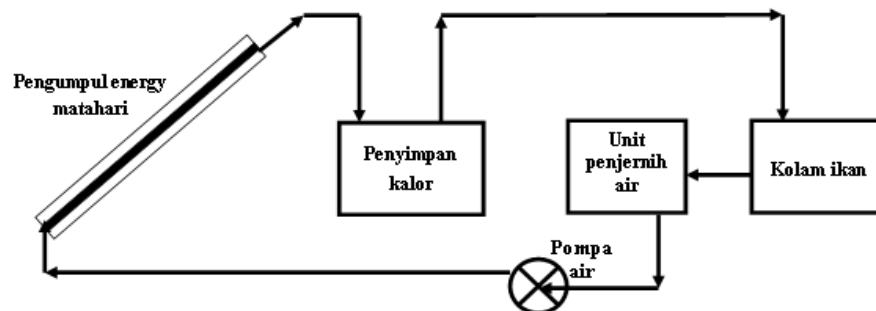 Pengumpul energy
matahari
Penyimpan
kalor
Unit
penjernih
air
Kolam ikan
Pompa
air